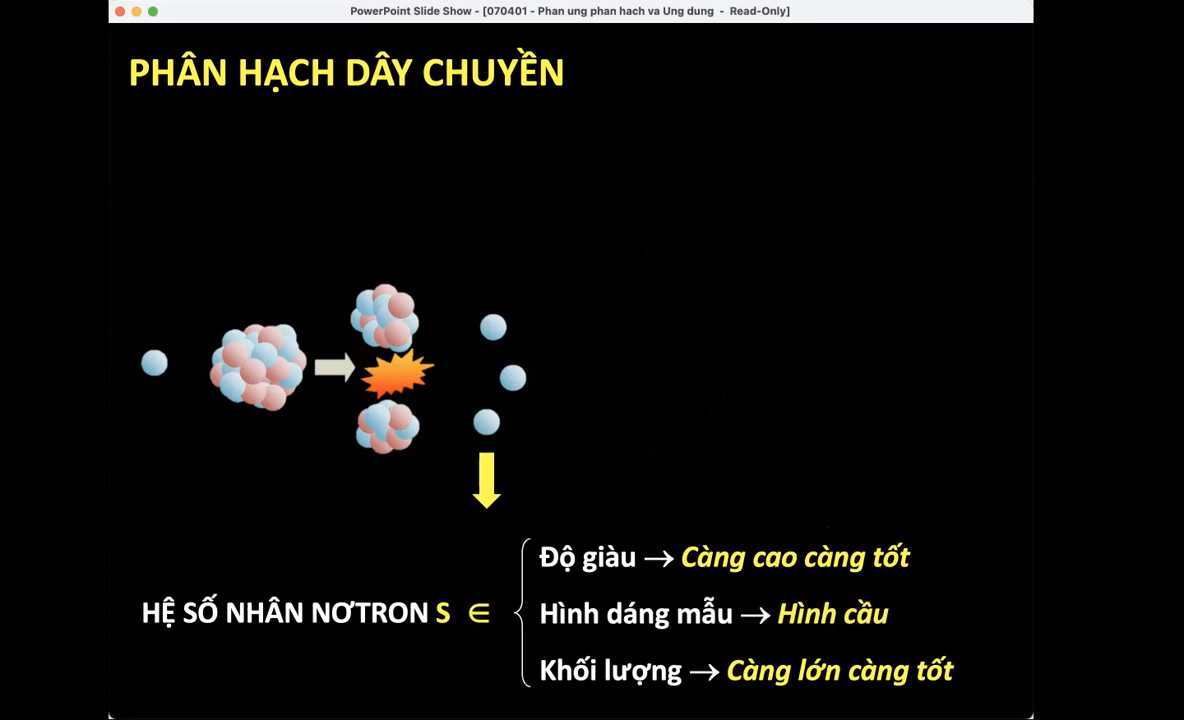 PowerPoint Slide Show - [070401 - Phan ung phan hach va Ung dung - Read-Only]
PHÂN HẠCH DÂY CHUYỀN
HỆ SỐ NHÂN NƠTRON S ∈
Độ giàu → Càng cao càng tốt
Hình dáng mẫu → Hình cầu
Khối lượng → Càng lớn càng tốt